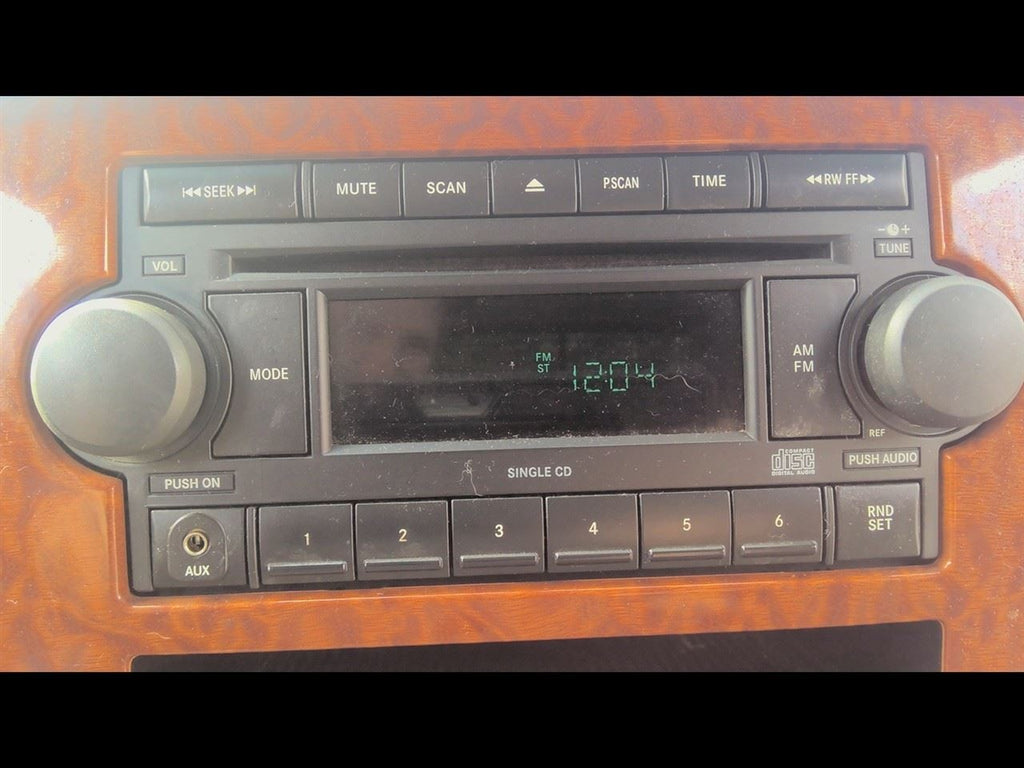 SEEK
MUTE
SCAN
PSCAN
TIME
RW FF
- +
TUNE
VOL
MODE
FM
ST
12:04
AM
FM
REF
PUSH AUDIO
PUSH ON
SINGLE CD
COMPACT
disc
DIGITAL AUDIO
AUX
1
2
3
4
5
6
RND
SET